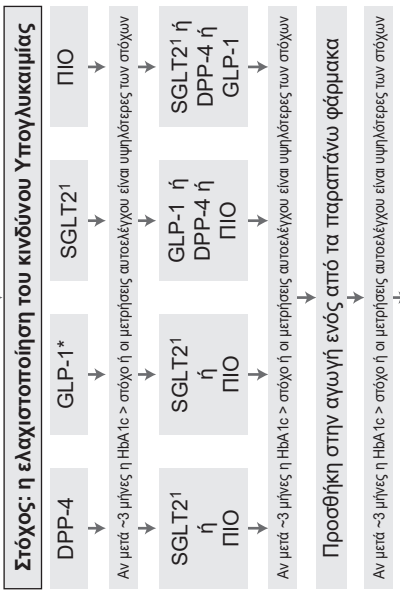 Στόχος: η ελαχιστοποίηση του κινδύνου Υπογλυκαιμίας
DPP-4
GLP-1*
SGLT2¹
ΠΙΟ
Αν μετά ~3 μήνες η HbA1c > στόχο ή οι μετρήσεις αυτοελέγχου είναι υψηλότερες των στόχων
SGLT2¹
ή
ΠΙΟ
SGLT2¹
ή
ΠΙΟ
GLP-1 ή
DPP-4 ή
ΠΙΟ
SGLT2¹ ή
DPP-4 ή
GLP-1
Αν μετά ~3 μήνες η HbA1c > στόχο ή οι μετρήσεις αυτοελέγχου είναι υψηλότερες των στόχων
Προσθήκη στην αγωγή ενός από τα παραπάνω φάρμακα
Αν μετά ~3 μήνες η HbA1c > στόχο ή οι μετρήσεις αυτοελέγχου είναι υψηλότερες των στόχων